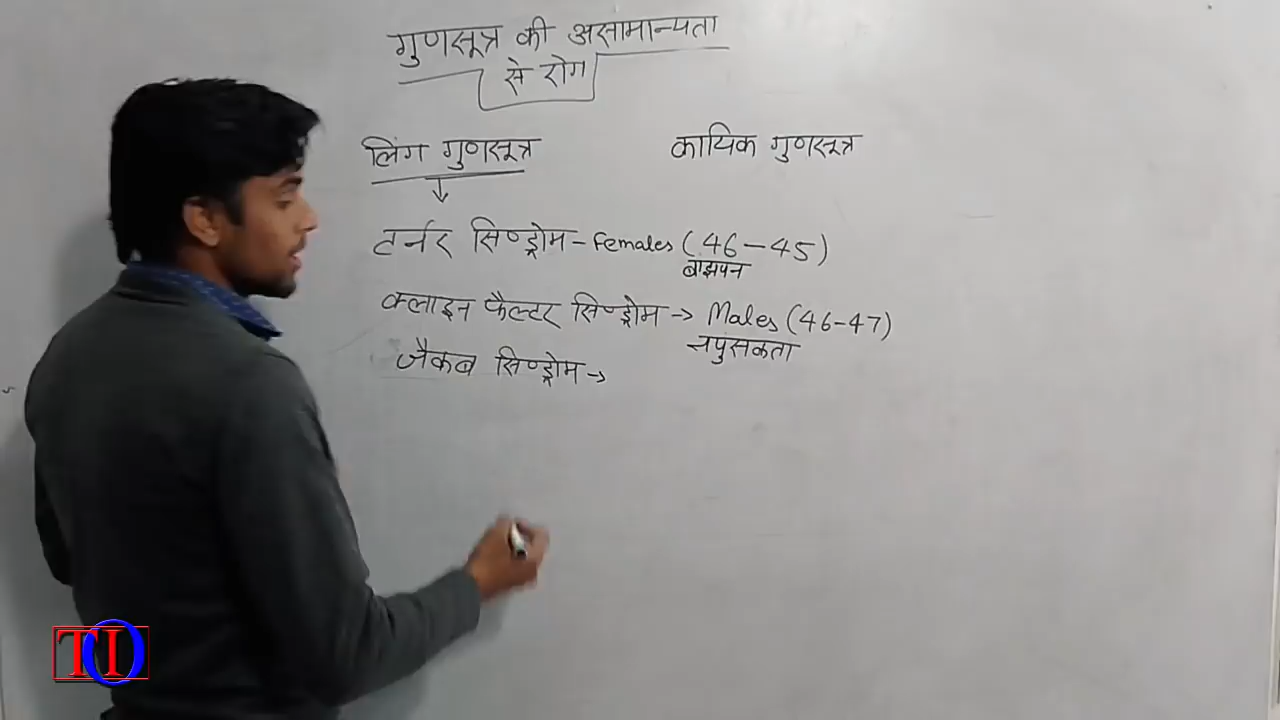 गुणसूत्र की असामान्यता
से रोग
लिंग गुणसूत्र
कायिक गुणसूत्र
↓
टर्नर सिण्ड्रोम - Females (46-45)
बाझपन
क्लाइन फैल्टर सिण्ड्रोम → Males (46-47)
नपुंसकता
जैकब सिण्ड्रोम →
TIO